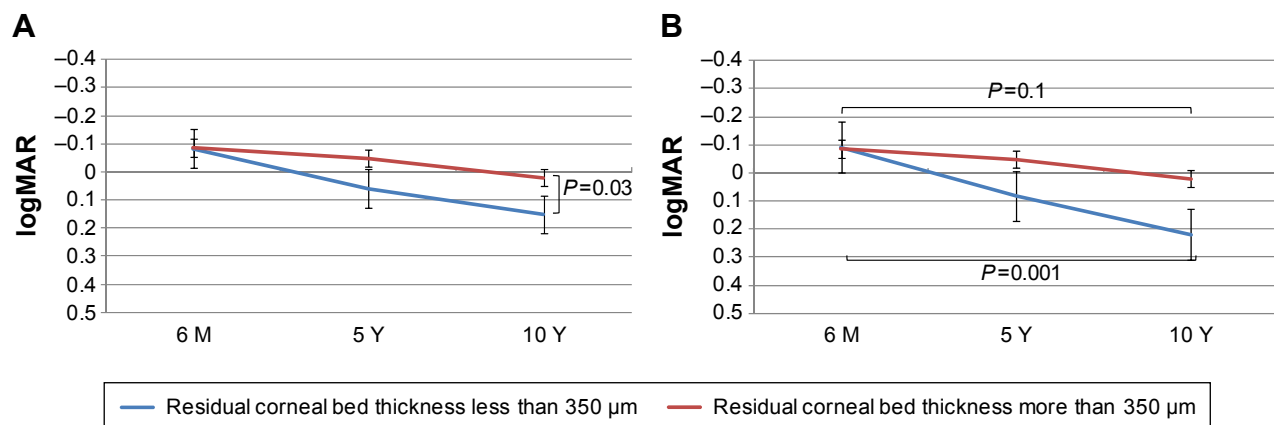 A
logMAR
–0.4
–0.3
–0.2
–0.1
0
0.1
0.2
0.3
0.4
0.5
P=0.03
6 M 5 Y 10 Y
B
logMAR
–0.4
–0.3
–0.2
–0.1
0
0.1
0.2
0.3
0.4
0.5
P=0.1
P=0.001
6 M 5 Y 10 Y
Residual corneal bed thickness less than 350 µm Residual corneal bed thickness more than 350 µm